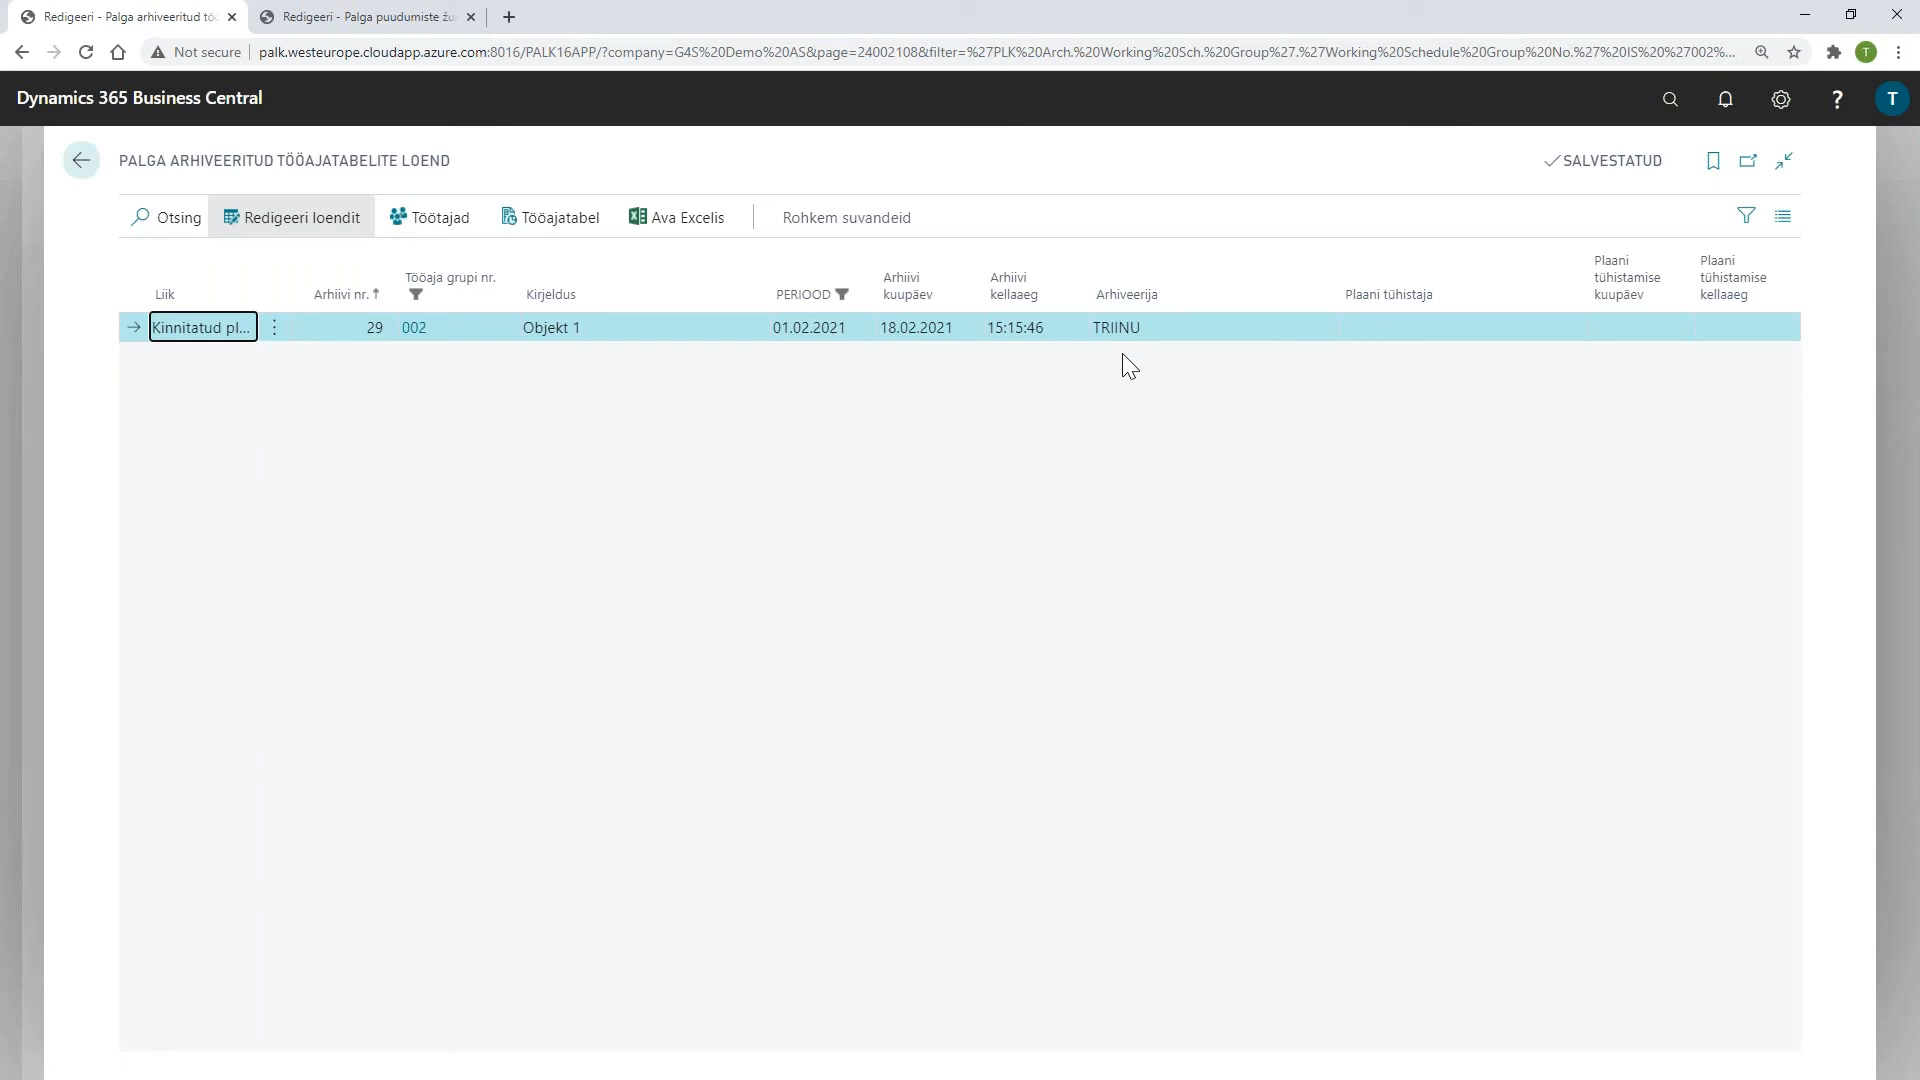 Redigeeri - Palga arhiveeritud töö
Redigeeri - Palga puudumiste žu
Not secure
palk.westeurope.cloudapp.azure.com:8016/PALK16APP/?company=G4S%20Demo%20AS&page=24002108&filter=%27PLK%20Arch.%20Working%20Sch.%20Group%27.%27Working%20Schedule%20Group%20No.%27%20IS%20%27002%...
T
Dynamics 365 Business Central
?
T
PALGA ARHIVEERITUD TÖÖAJATABELITE LOEND
SALVESTATUD
Otsing
Redigeeri loendit
Töötajad
Tööajatabel
Ava Excelis
Rohkem suvandeid
Liik
Arhiivi nr.
Tööaja grupi nr.
Kirjeldus
PERIOOD
Arhiivi
kuupäev
Arhiivi
kellaaeg
Arhiveerija
Plaani tühistaja
Plaani
tühistamise
kuupäev
Plaani
tühistamise
kellaaeg
Kinnitatud pl...
29
002
Objekt 1
01.02.2021
18.02.2021
15:15:46
TRIINU